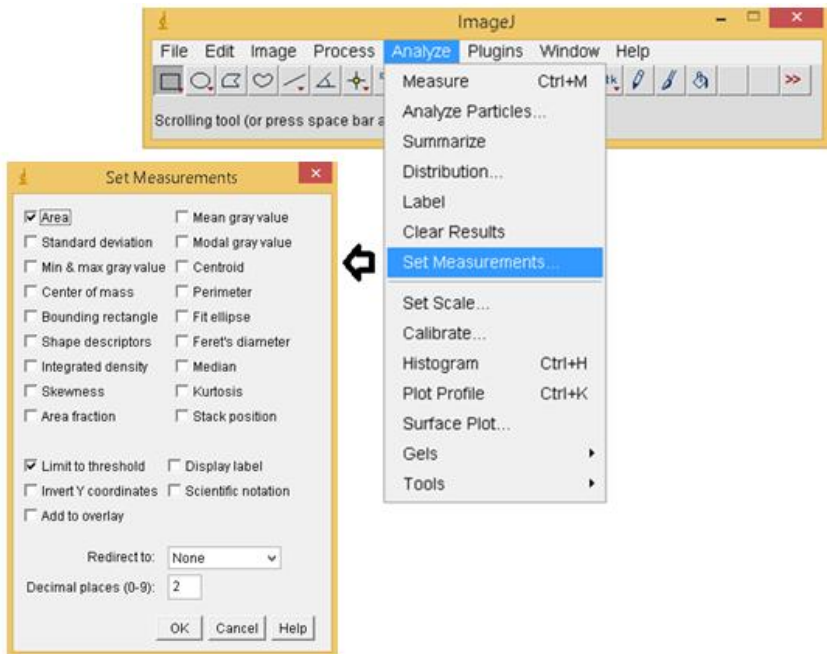 ImageJ
File Edit Image Process Analyze Plugins Window Help
Scrolling tool (or press space bar a
Measure Ctrl+M
Analyze Particles...
Summarize
Distribution...
Label
Clear Results
Set Measurements...
Set Scale...
Calibrate...
Histogram Ctrl+H
Plot Profile Ctrl+K
Surface Plot...
Gels
Tools
Set Measurements
Area Mean gray value
Standard deviation Modal gray value
Min & max gray value Centroid
Center of mass Perimeter
Bounding rectangle Fit ellipse
Shape descriptors Feret's diameter
Integrated density Median
Skewness Kurtosis
Area fraction Stack position
Limit to threshold Display label
Invert Y coordinates Scientific notation
Add to overlay
Redirect to: None
Decimal places (0-9): 2
OK Cancel Help